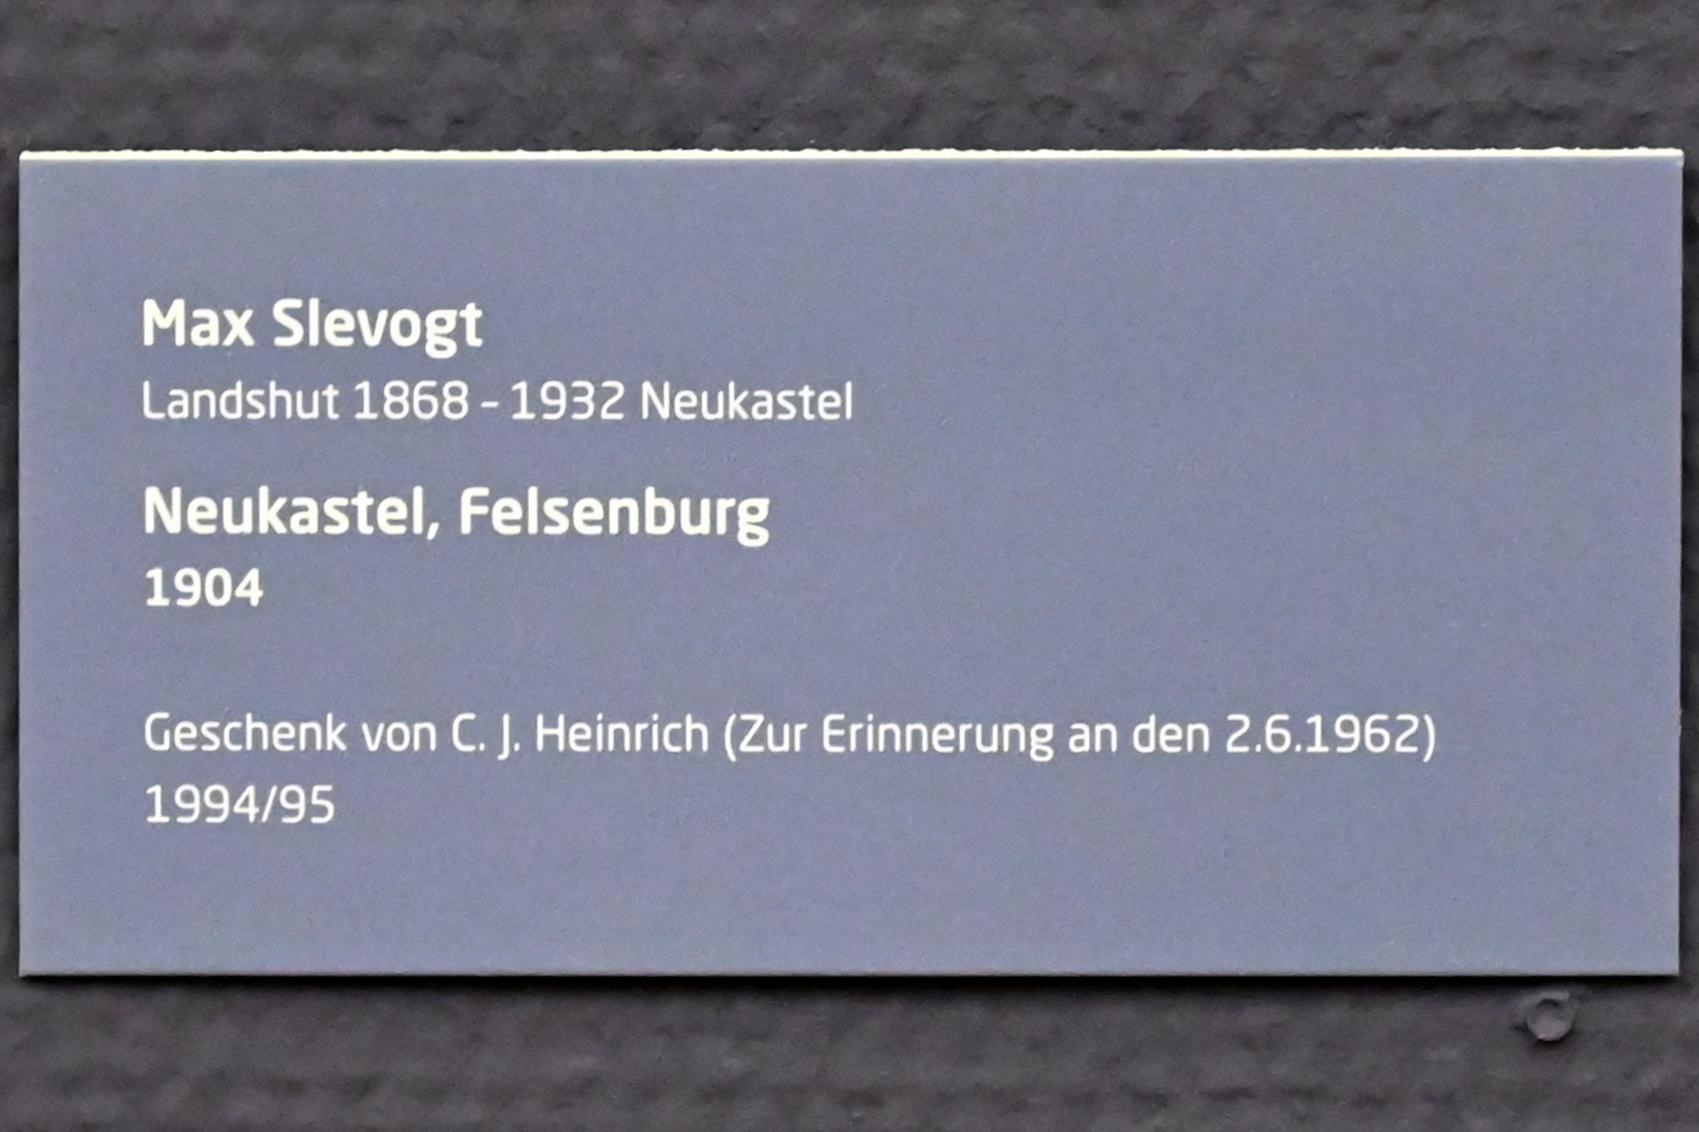 Max Slevogt
Landshut 1868 – 1932 Neukastel
Neukastel, Felsenburg
1904
Geschenk von C. J. Heinrich (Zur Erinnerung an den 2.6.1962)
1994/95